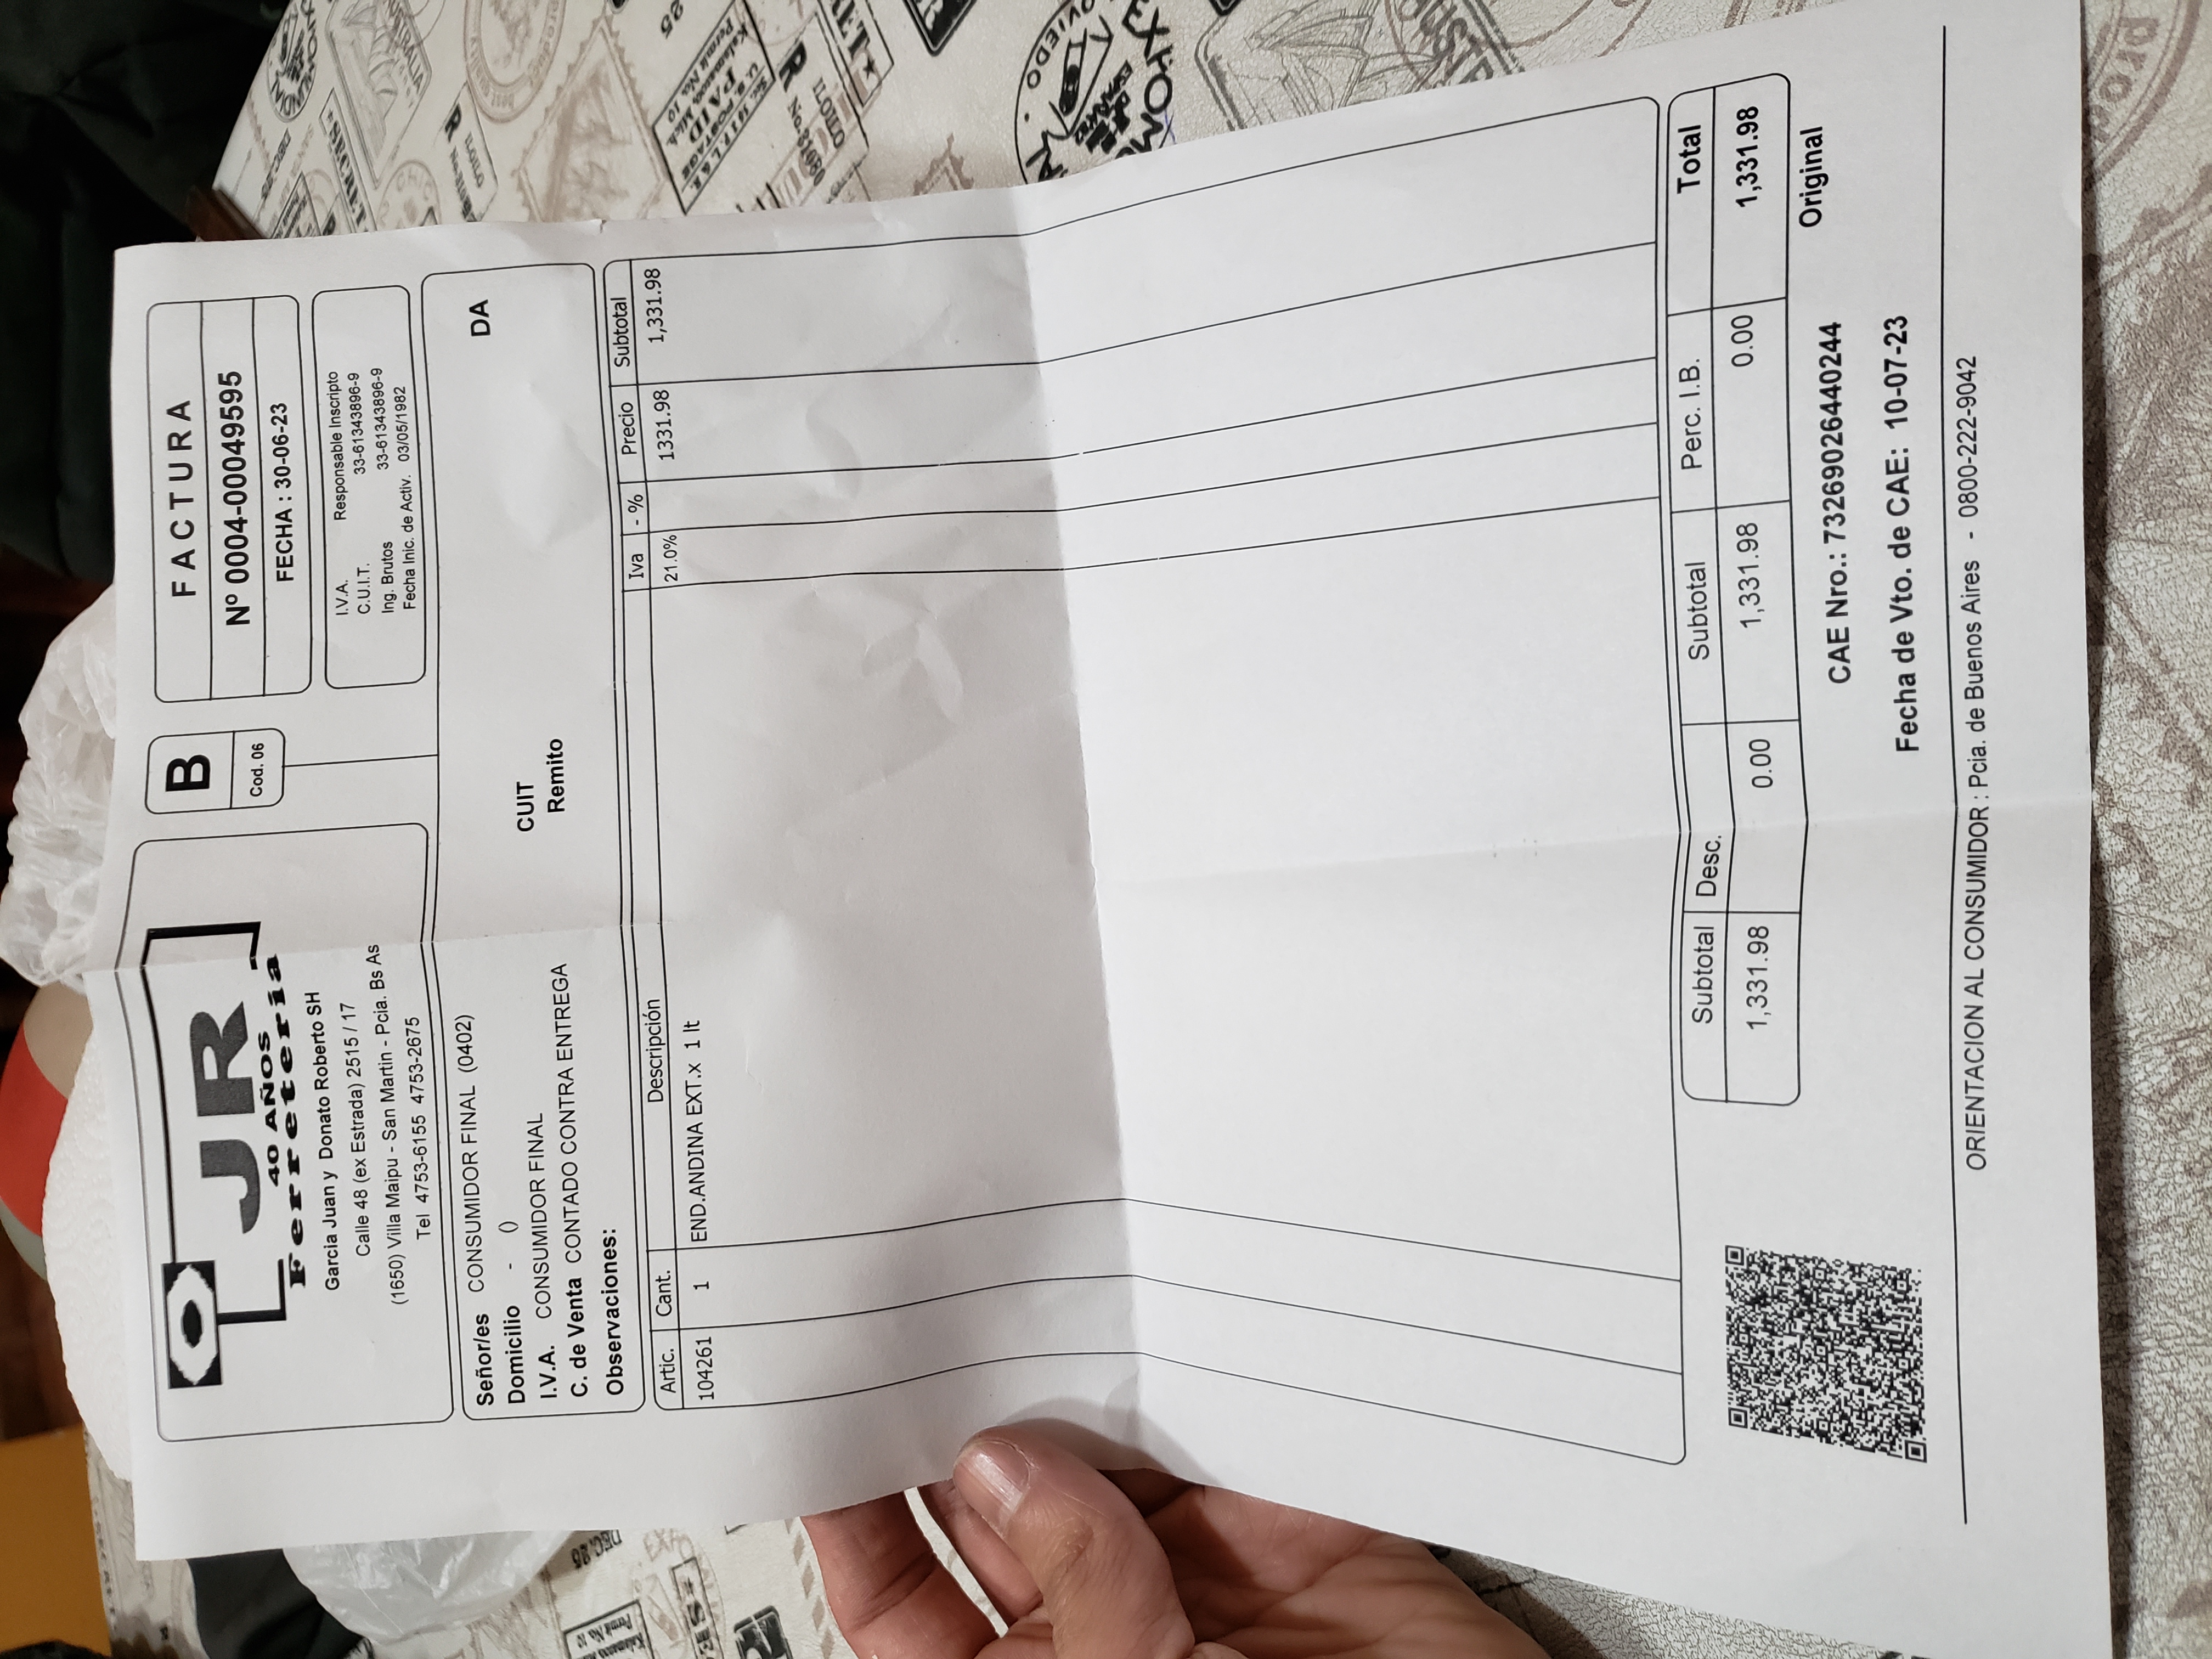 JR
40 AÑOS
Ferreteria
Garcia Juan y Donato Roberto SH
Calle 48 (ex Estrada) 2515 / 17
(1650) Villa Maipu - San Martin - Pcia. Bs As
Tel 4753-6155 4753-2675
B
Cod. 06
FACTURA
Nº 0004-00049595
FECHA : 30-06-23
I.V.A. Responsable Inscripto
C.U.I.T. 33-61343896-9
Ing. Brutos 33-61343896-9
Fecha Inic. de Activ. 03/05/1982
Señor/es CONSUMIDOR FINAL (0402)
DA
Domicilio - ()
I.V.A. CONSUMIDOR FINAL
CUIT
C. de Venta CONTADO CONTRA ENTREGA
Remito
Observaciones:
Artic. Cant. Descripción Iva - % Precio Subtotal
104261 1 END.ANDINA EXT.x 1 lt 21.0% 1331.98 1,331.98
Subtotal Desc. Subtotal Perc. I.B. Total
1,331.98 0.00 1,331.98 0.00 1,331.98
Original
CAE Nro.: 73269026440244
Fecha de Vto. de CAE: 10-07-23
ORIENTACION AL CONSUMIDOR : Pcia. de Buenos Aires - 0800-222-9042